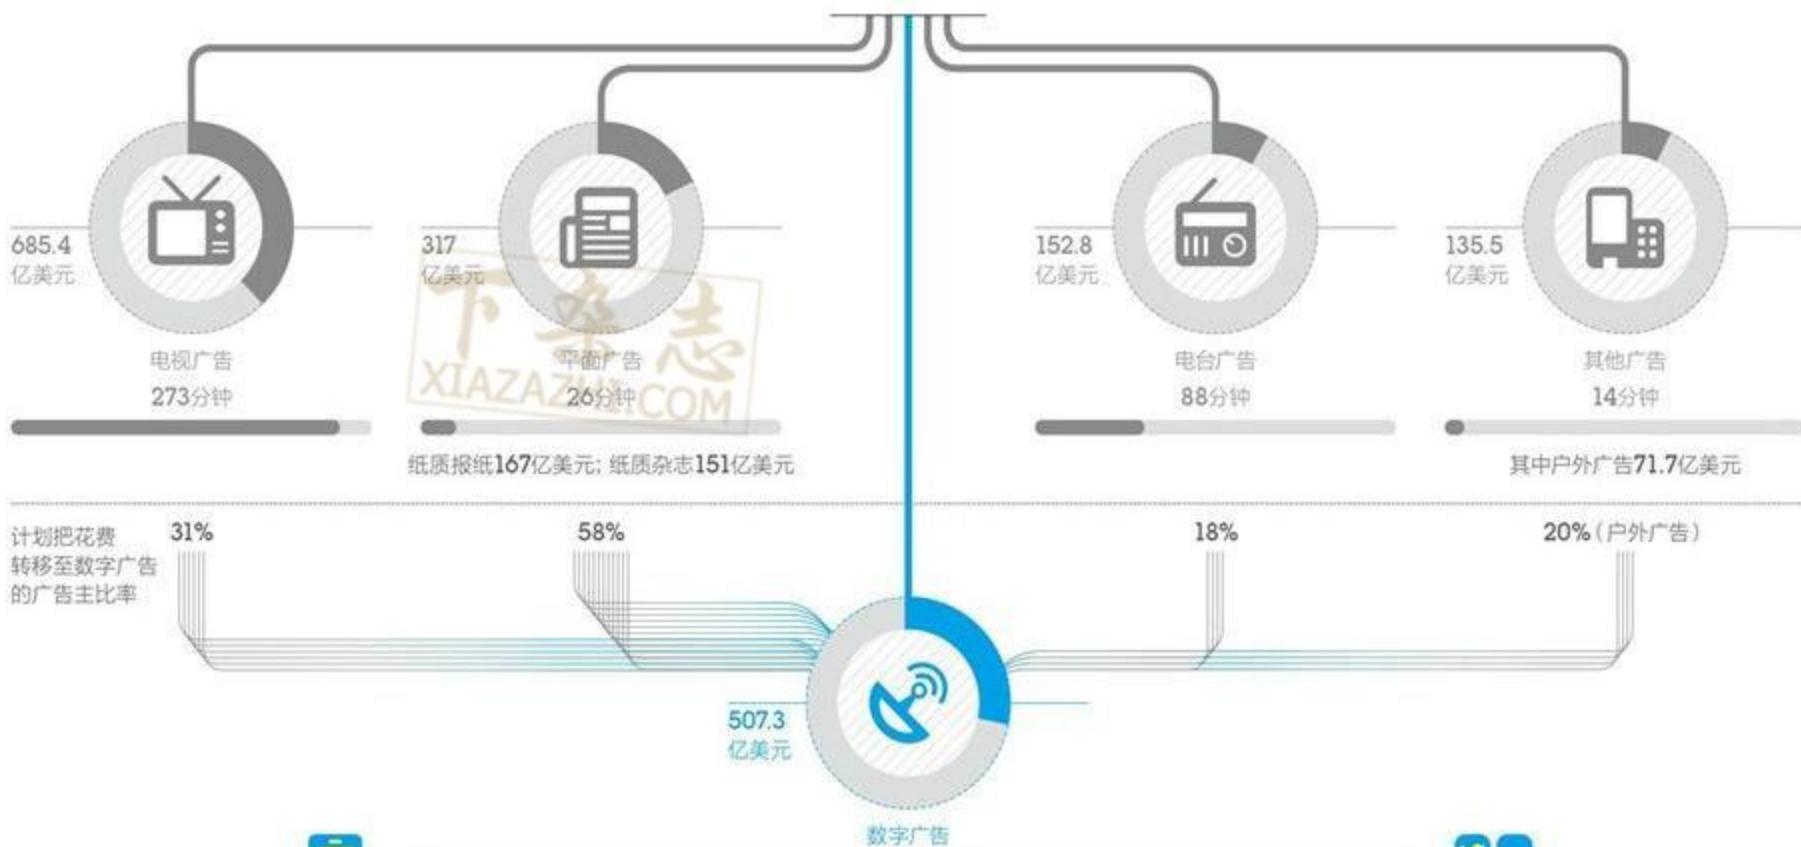 685.4
亿美元
317
亿美元
152.8
亿美元
135.5
亿美元
下杂志
XIAZAZHI.COM
电视广告
273分钟
平面广告
26分钟
电台广告
88分钟
其他广告
14分钟
纸质报纸167亿美元; 纸质杂志151亿美元
其中户外广告71.7亿美元
计划把花费
转移至数字广告
的广告主比率
31%
58%
18%
20% (户外广告)
507.3
亿美元
数字广告